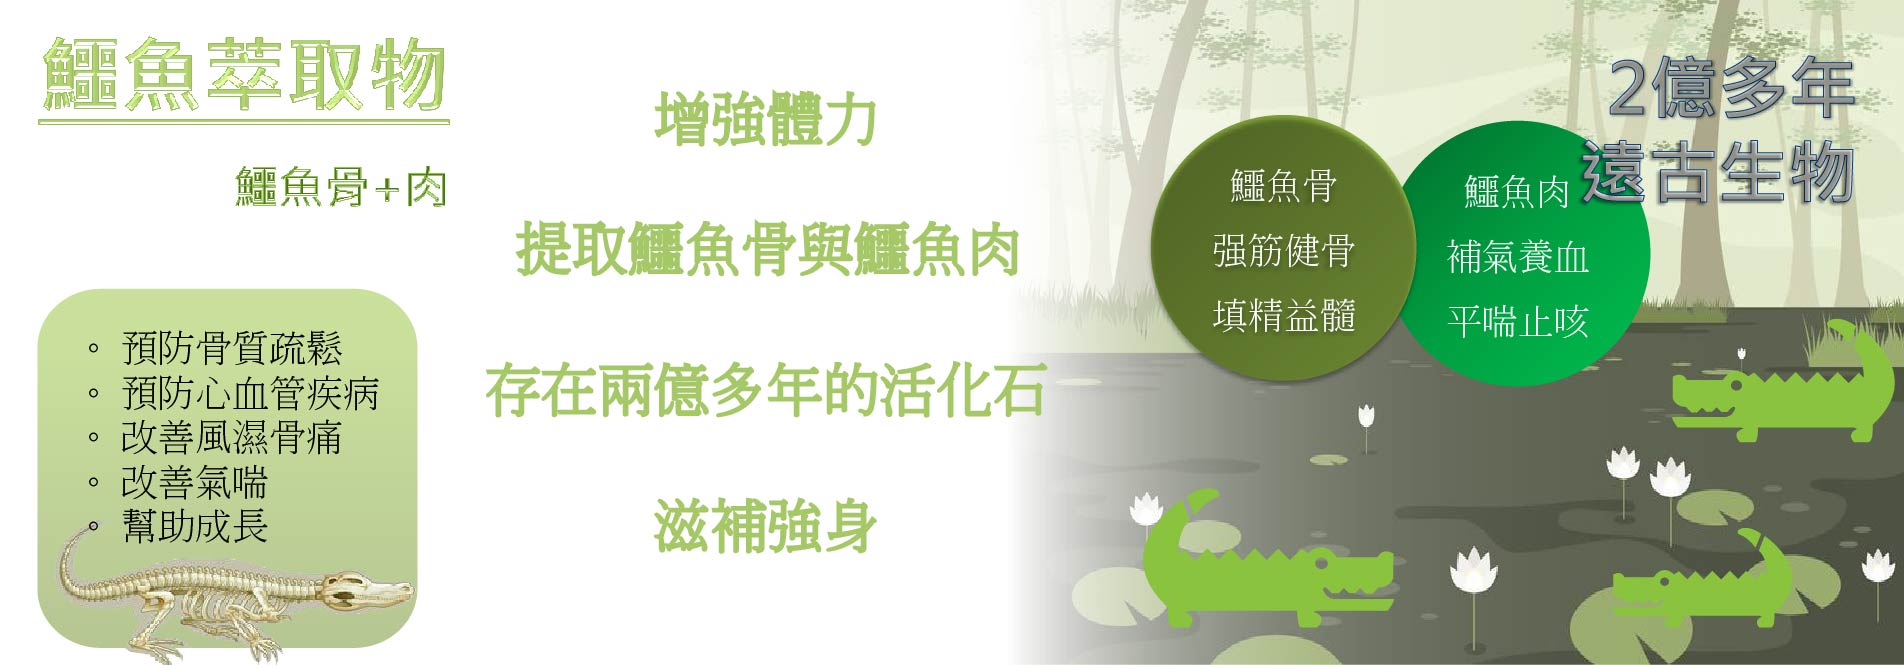 鱷魚萃取物
鱷魚骨+肉
。預防骨質疏鬆
。預防心血管疾病
。改善風濕骨痛
。改善氣喘
。幫助成長
增強體力
提取鱷魚骨與鱷魚肉
存在兩億多年的活化石
滋補強身
鱷魚骨
强筋健骨
填精益髓
鱷魚肉
補氣養血
平喘止咳
2億多年
遠古生物